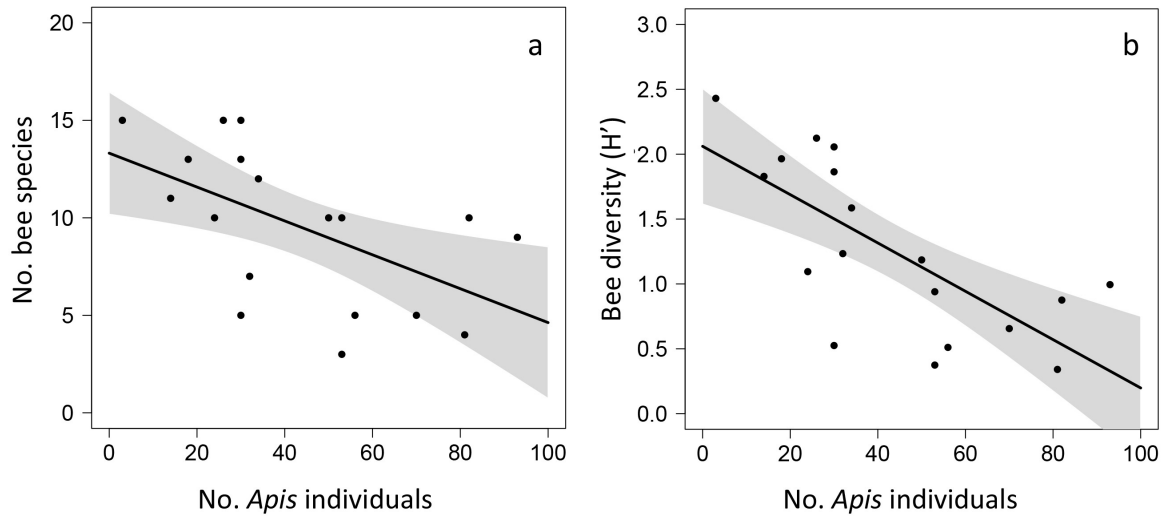 a
20
15
10
5
0
No. bee species
0 20 40 60 80 100
No. Apis individuals
b
3.0
2.5
2.0
1.5
1.0
0.5
0.0
Bee diversity (H’)
0 20 40 60 80 100
No. Apis individuals